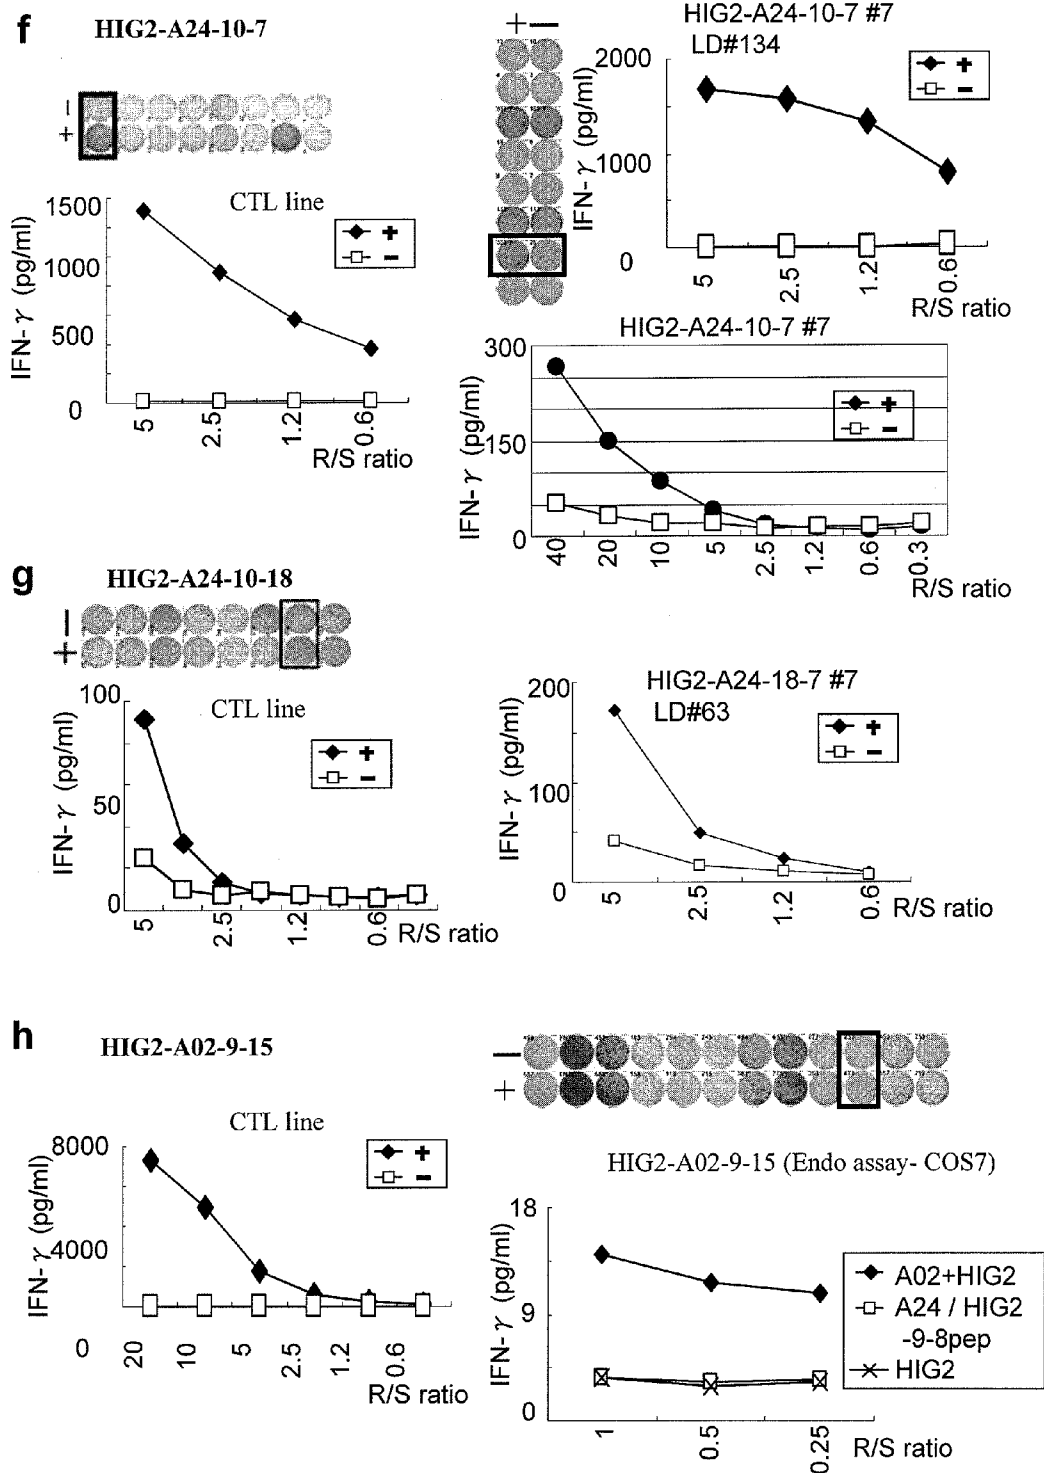 f
HIG2-A24-10-7
−
+
CTL line
1500
1000
500
0
IFN-γ (pg/ml)
+
−
5
2.5
1.2
0.6
R/S ratio
+ −
HIG2-A24-10-7 #7
LD#134
2000
1000
0
IFN-γ (pg/ml)
+
−
5
2.5
1.2
0.6
R/S ratio
HIG2-A24-10-7 #7
300
150
0
IFN-γ (pg/ml)
+
−
40
20
10
5
2.5
1.2
0.6
0.3
R/S ratio
g
HIG2-A24-10-18
−
+
CTL line
100
50
0
IFN-γ (pg/ml)
+
−
5
2.5
1.2
0.6
R/S ratio
HIG2-A24-18-7 #7
LD#63
200
100
0
IFN-γ (pg/ml)
+
−
5
2.5
1.2
0.6
R/S ratio
h
HIG2-A02-9-15
−
+
CTL line
8000
4000
0
IFN-γ (pg/ml)
+
−
20
10
5
2.5
1.2
0.6
R/S ratio
HIG2-A02-9-15 (Endo assay- COS7)
18
9
0
IFN-γ (pg/ml)
A02+HIG2
A24 / HIG2
-9-8pep
HIG2
1
0.5
0.25
R/S ratio